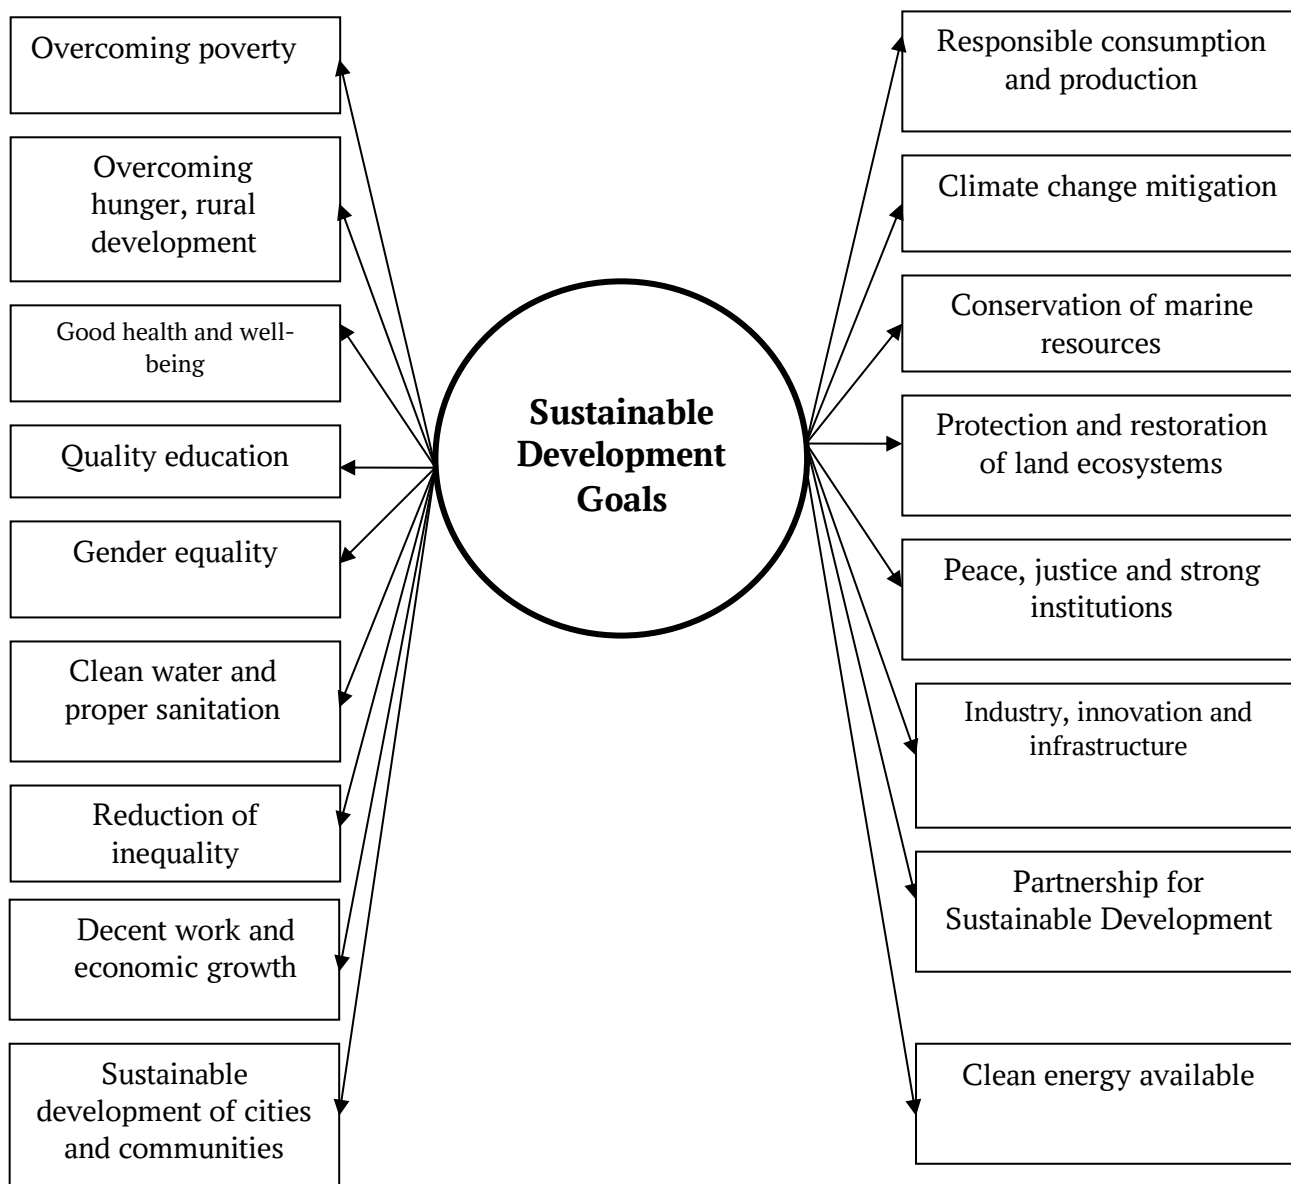 Overcoming poverty
Overcoming
hunger, rural
development
Good health and well-
being
Quality education
Gender equality
Clean water and
proper sanitation
Reduction of
inequality
Decent work and
economic growth
Sustainable
development of cities
and communities
Sustainable
Development
Goals
Responsible consumption
and production
Climate change mitigation
Conservation of marine
resources
Protection and restoration
of land ecosystems
Peace, justice and strong
institutions
Industry, innovation and
infrastructure
Partnership for
Sustainable Development
Clean energy available